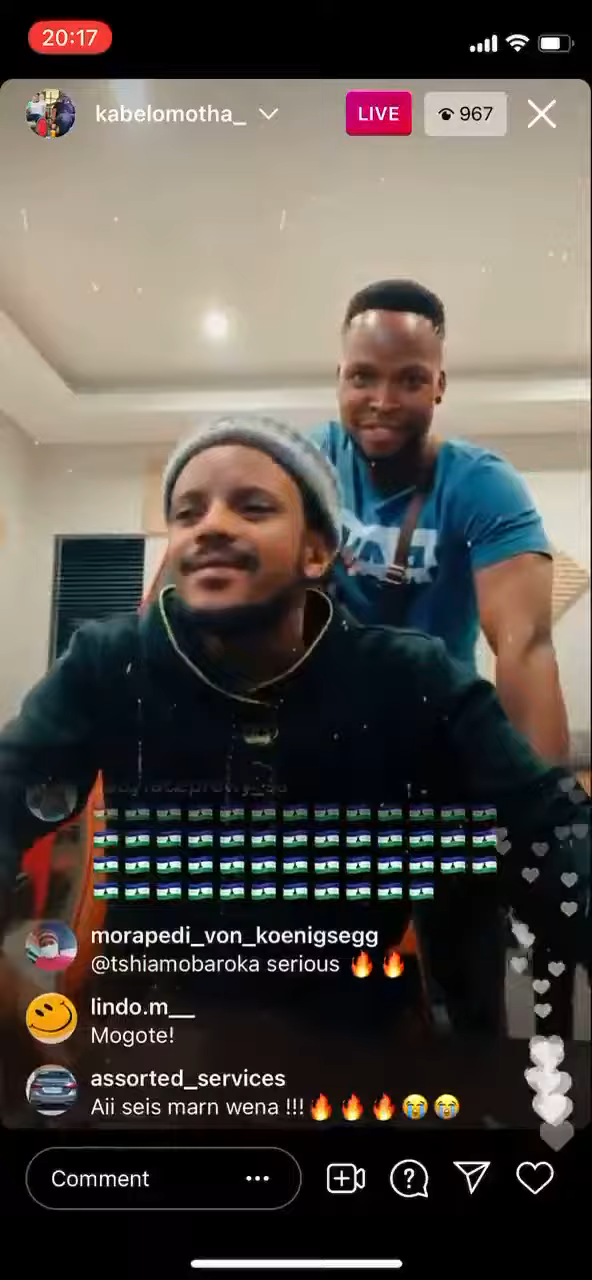 20:17
kabelomotha_
LIVE
967
morapedi_von_koenigsegg
@tshiamobaroka serious 🔥🔥
lindo.m__
Mogote!
assorted_services
Aii seis marn wena !!!🔥🔥🔥😭😭
Comment